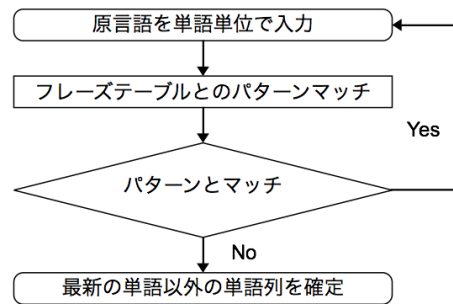 原言語を単語単位で入力
フレーズテーブルとのパターンマッチ
Yes
パターンとマッチ
No
最新の単語以外の単語列を確定